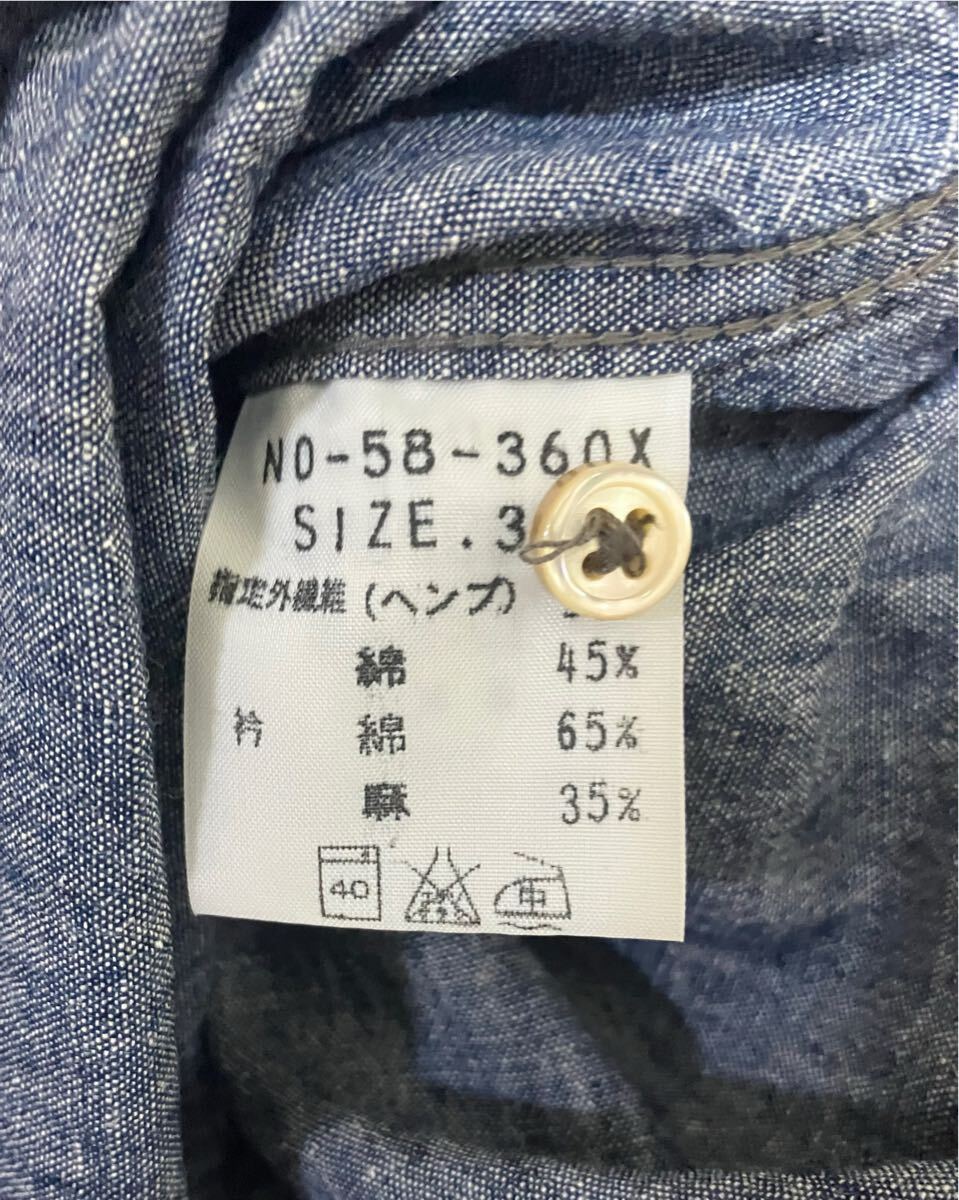 NO-58-360X
SIZE.3
指定外繊維(ヘンプ)
綿 45%
衿 綿 65%
麻 35%
40
中